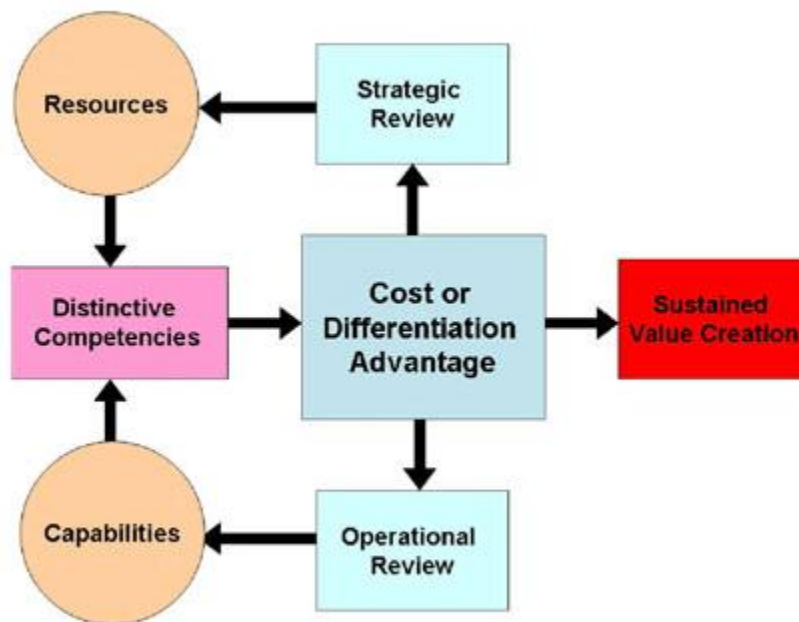 Resources
Strategic
Review
Distinctive
Competencies
Cost or
Differentiation
Advantage
Sustained
Value Creation
Capabilities
Operational
Review